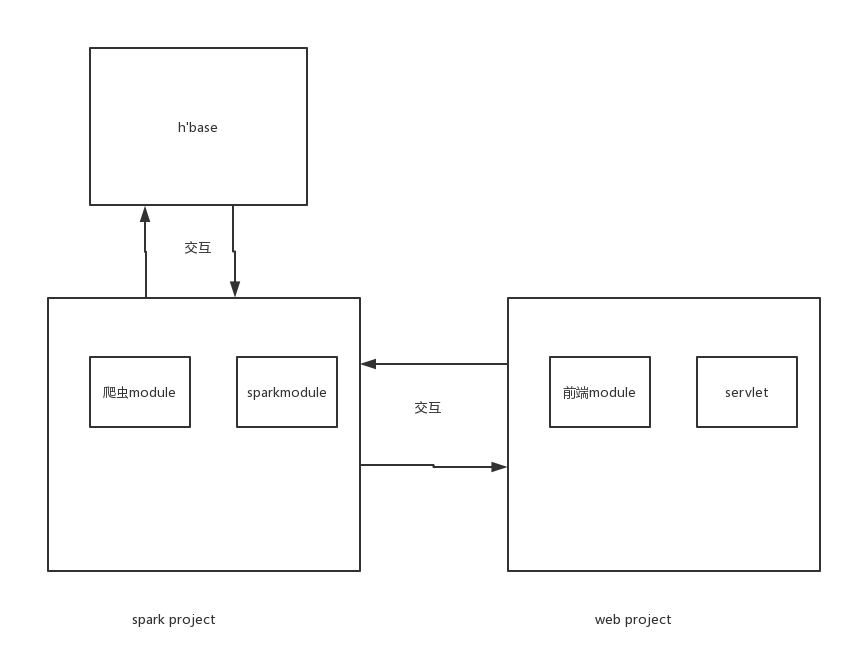 h'base
交互
爬虫module
sparkmodule
交互
前端module
servlet
spark project
web project